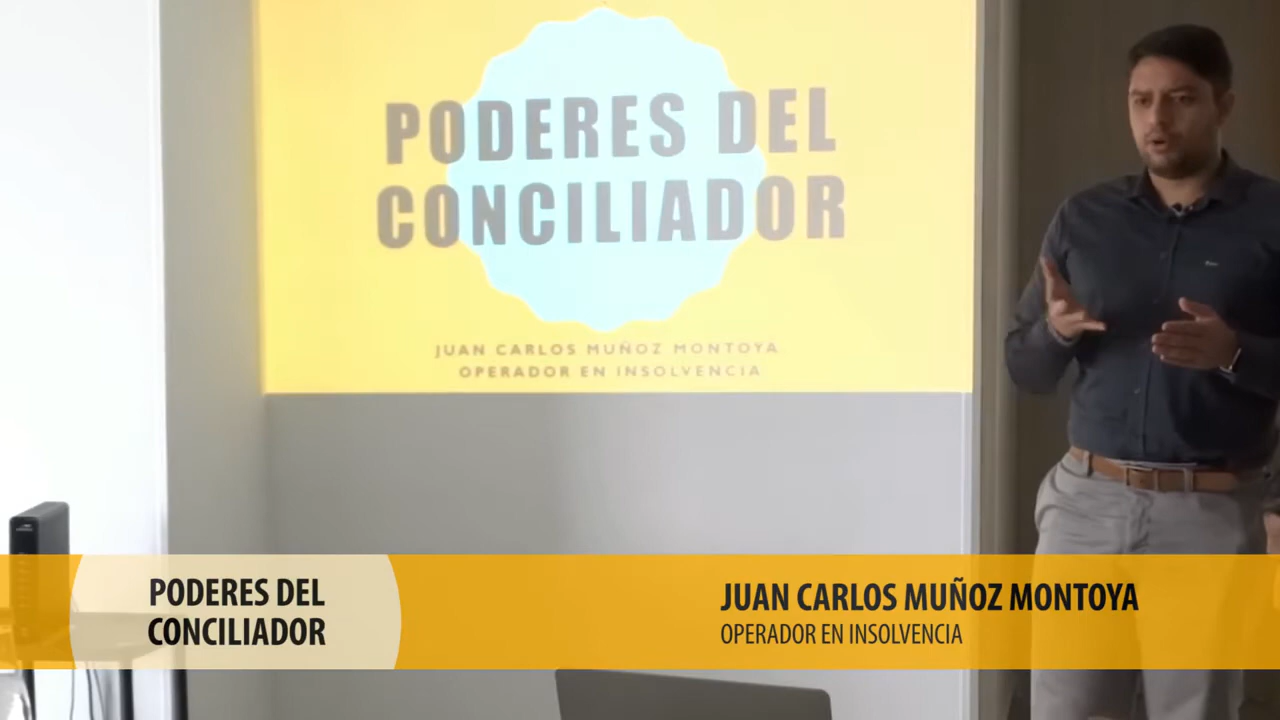 PODERES DEL
CONCILIADOR
JUAN CARLOS MUÑOZ MONTOYA
OPERADOR EN INSOLVENCIA
PODERES DEL
CONCILIADOR
JUAN CARLOS MUÑOZ MONTOYA
OPERADOR EN INSOLVENCIA